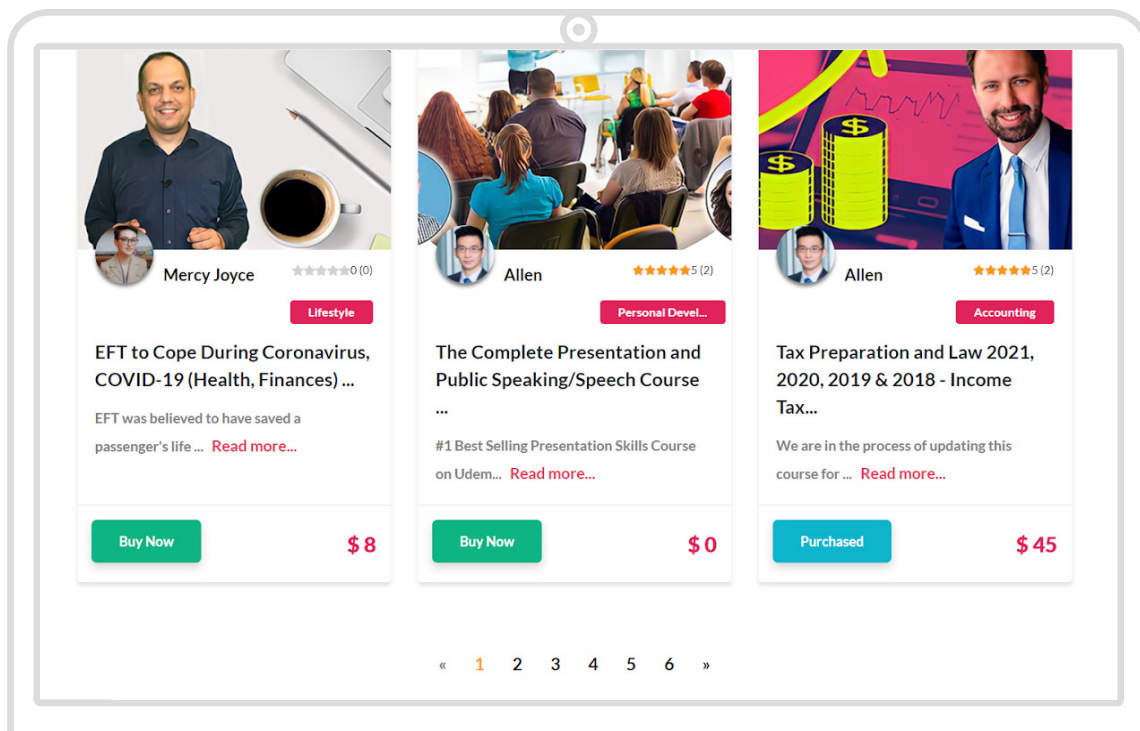 $
$
Mercy Joyce
0 (0)
Lifestyle
EFT to Cope During Coronavirus,
COVID-19 (Health, Finances) ...
EFT was believed to have saved a
passenger's life ... Read more...
Buy Now
$ 8
Allen
5 (2)
Personal Devel...
The Complete Presentation and
Public Speaking/Speech Course
...
#1 Best Selling Presentation Skills Course
on Udem... Read more...
Buy Now
$ 0
Allen
5 (2)
Accounting
Tax Preparation and Law 2021,
2020, 2019 & 2018 - Income
Tax...
We are in the process of updating this
course for ... Read more...
Purchased
$ 45
« 1 2 3 4 5 6 »